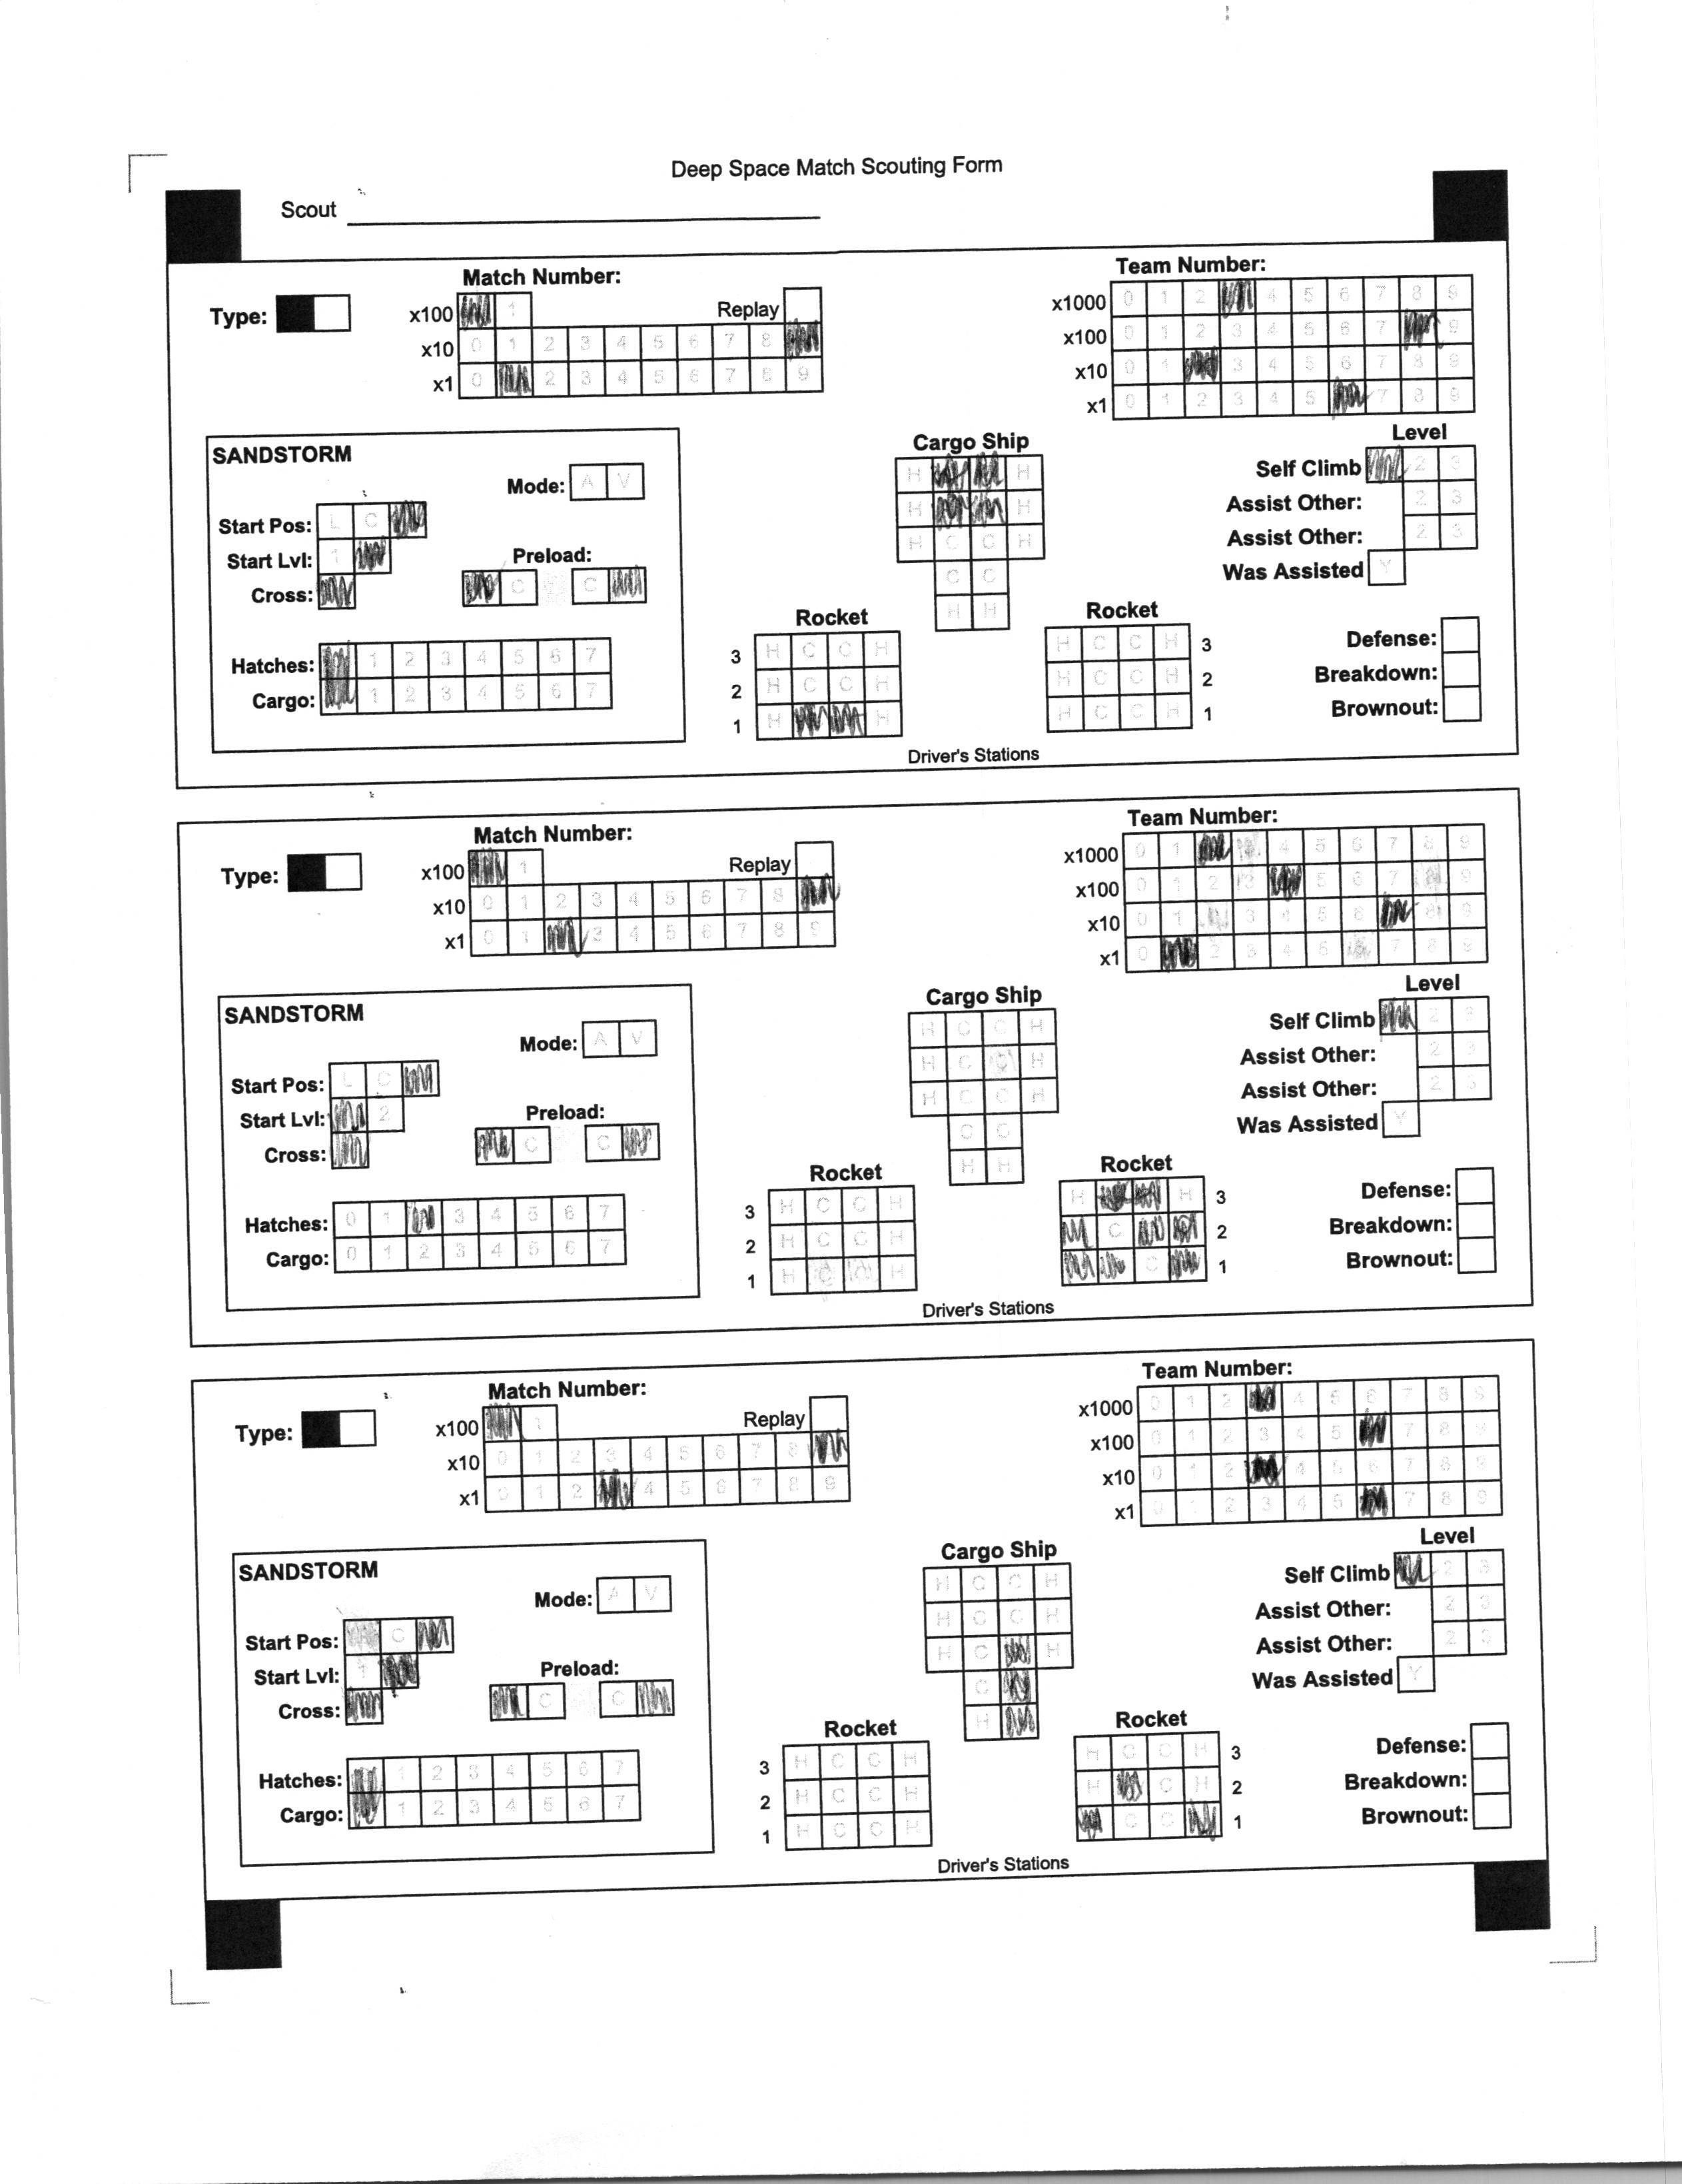 Deep Space Match Scouting Form
Scout
Match Number:
Team Number:
Type:
x100 1 Replay
x10 0 1 2 3 4 5 6 7 8
x1 0 2 3 4 5 6 7 8 9
x1000 0 1 2 4 5 6 7 8 9
x100 0 1 2 3 4 5 6 7 9
x10 0 1 3 4 5 6 7 8 9
x1 0 1 2 3 4 5 7 8 9
SANDSTORM
Mode: A V
Start Pos: L C
Start Lvl: 1
Cross:
Preload:
C C
Hatches: 1 2 3 4 5 6 7
Cargo: 1 2 3 4 5 6 7
Cargo Ship
H H
H H
H C C H
C C
H H
Rocket
3 H C C H
2 H C C H
1 H H
Rocket
H C C H 3
H C C H 2
H C C H 1
Level
Self Climb 2 3
Assist Other: 2 3
Assist Other: 2 3
Was Assisted Y
Defense:
Breakdown:
Brownout:
Driver's Stations
Match Number:
Team Number:
Type:
x100 1 Replay
x10 0 1 2 3 4 5 6 7 8
x1 0 1 3 4 5 6 7 8 9
x1000 0 1 4 5 6 7 8 9
x100 0 1 2 3 5 6 7 9
x10 0 1 3 4 5 6 8 9
x1 0 2 3 4 5 7 8 9
SANDSTORM
Mode: A V
Start Pos: L C
Start Lvl: 2
Cross:
Preload:
C C
Hatches: 0 1 3 4 5 6 7
Cargo: 0 1 2 3 4 5 6 7
Cargo Ship
H C C H
H C C H
H C C H
C C
H H
Rocket
3 H C C H
2 H C C H
1 H C C H
Rocket
H H 3
C 2
C 1
Level
Self Climb 2 3
Assist Other: 2 3
Assist Other: 2 3
Was Assisted Y
Defense:
Breakdown:
Brownout:
Driver's Stations
Match Number:
Team Number:
Type:
x100 1 Replay
x10 0 1 2 3 4 5 6 7 8
x1 0 1 2 4 5 6 7 8 9
x1000 0 1 2 4 5 6 7 8 9
x100 0 1 2 3 4 5 7 8 9
x10 0 1 2 4 5 6 7 8 9
x1 0 1 2 3 4 5 7 8 9
SANDSTORM
Mode: A V
Start Pos: C
Start Lvl: 1
Cross:
Preload:
C C
Hatches: 1 2 3 4 5 6 7
Cargo: 1 2 3 4 5 6 7
Cargo Ship
H C C H
H C C H
H C H
C
H
Rocket
3 H C C H
2 H C C H
1 H C C H
Rocket
H C C H 3
H C H 2
C C 1
Level
Self Climb 2 3
Assist Other: 2 3
Assist Other: 2 3
Was Assisted Y
Defense:
Breakdown:
Brownout:
Driver's Stations